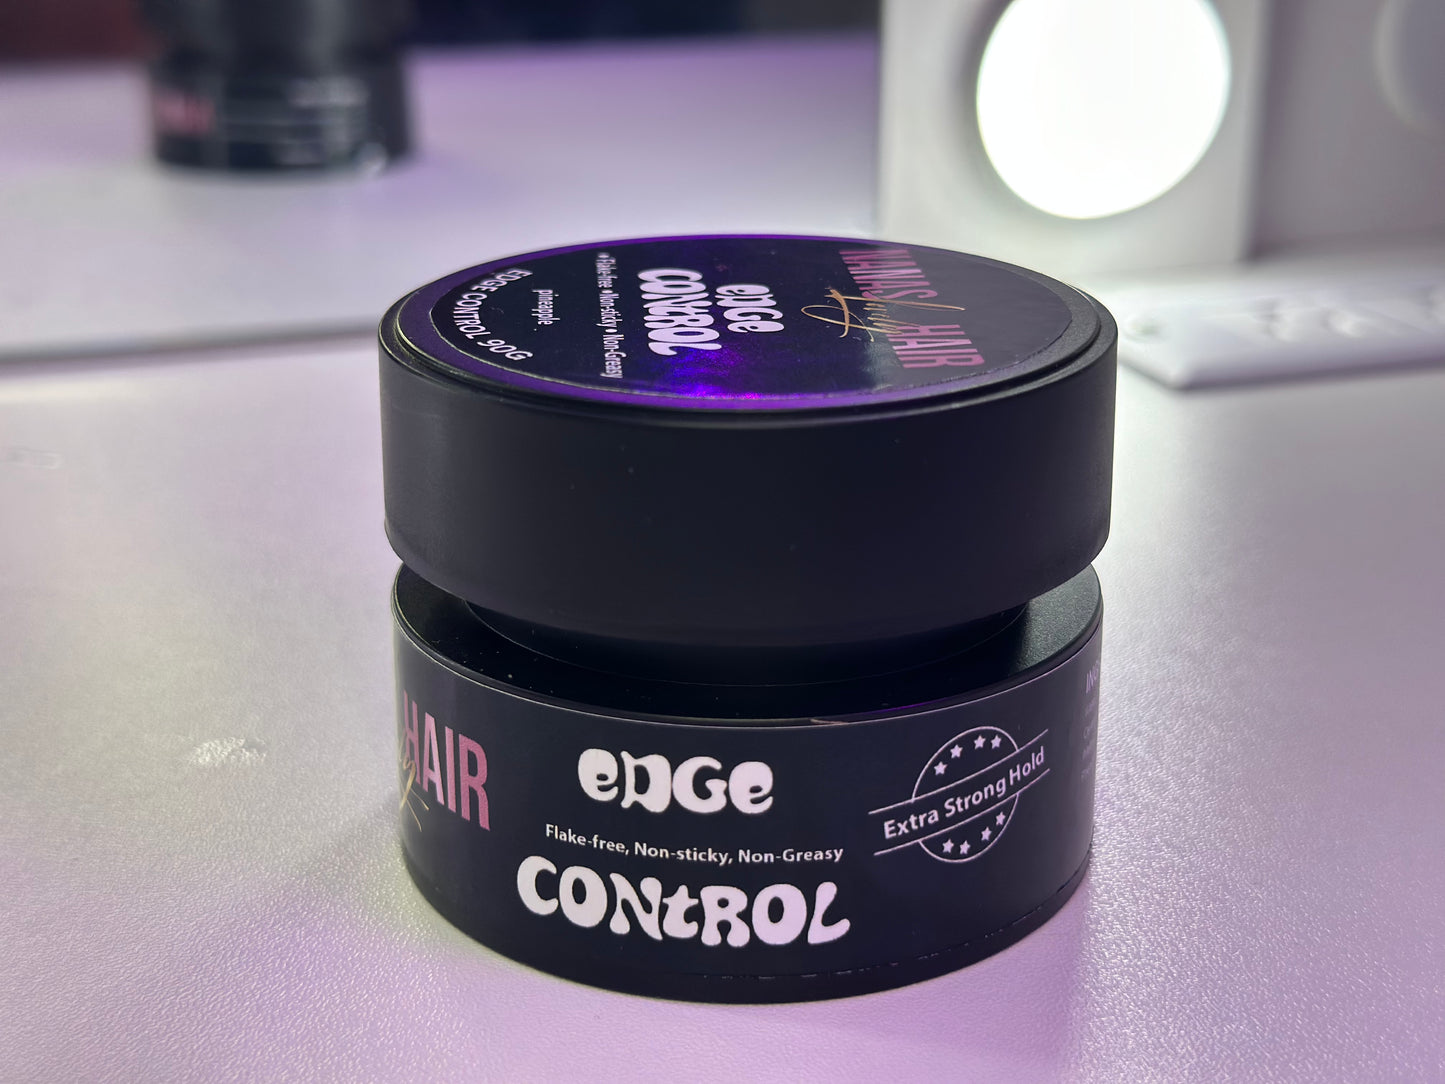 NANAS HAIR
EDGE
CONtROL
•Flake-free •Non-sticky •Non-Greasy
pineapple
EDGE CONTROL 90G
HAIR
eDGe
Flake-free, Non-sticky, Non-Greasy
CONtROL
Extra Strong Hold